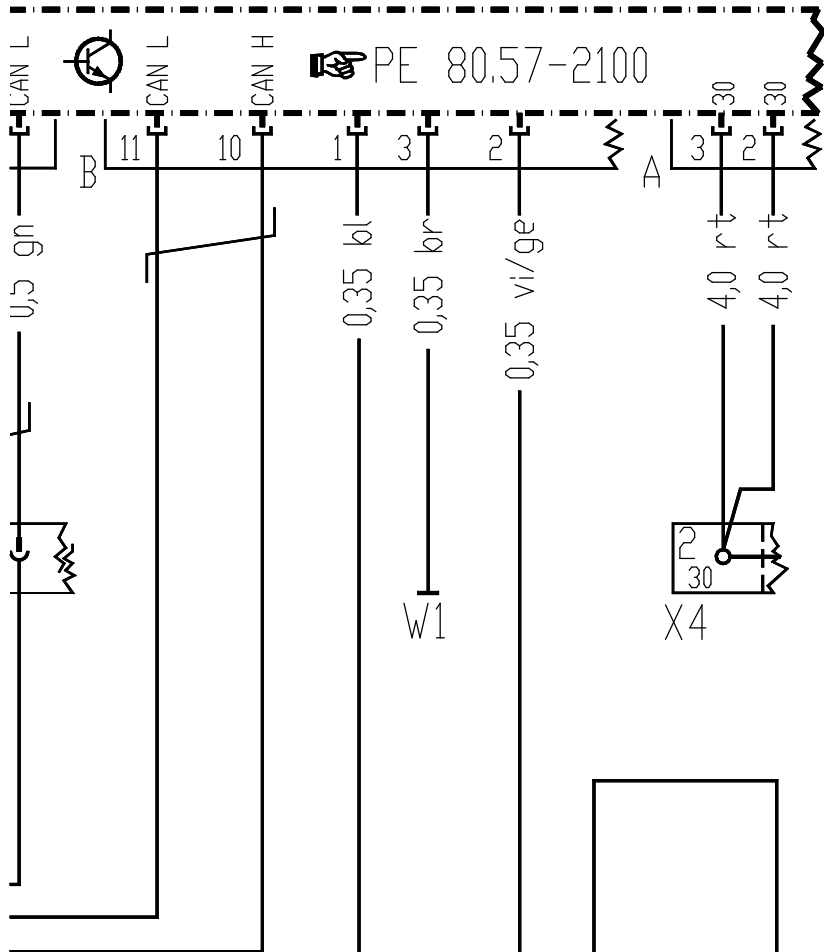 CAN L
CAN L
CAN H
PE 80.57-2100
30
30
B
11
10
1
3
2
A
3
2
0,5 gn
0,35 bl
0,35 br
0,35 vi/ge
4,0 rt
4,0 rt
2
30
W1
X4